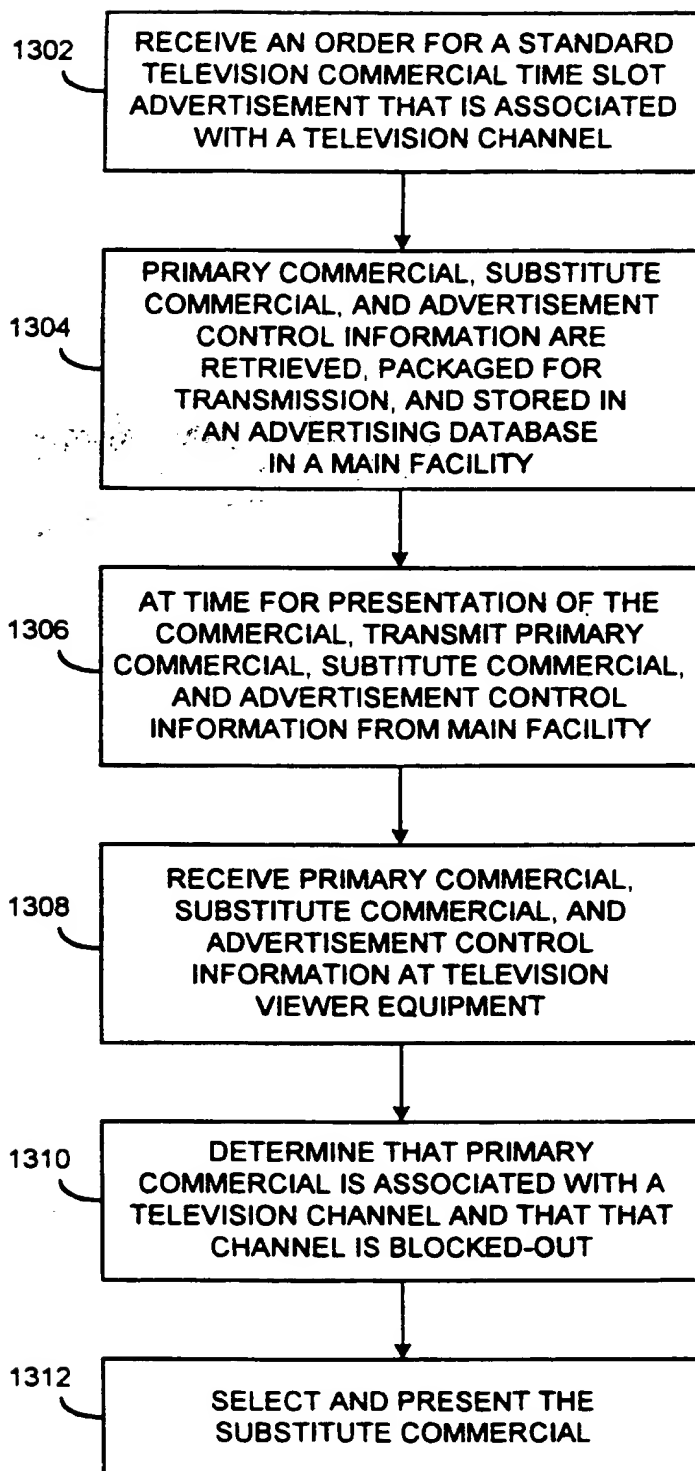 1302
RECEIVE AN ORDER FOR A STANDARD
TELEVISION COMMERCIAL TIME SLOT
ADVERTISEMENT THAT IS ASSOCIATED
WITH A TELEVISION CHANNEL
1304
PRIMARY COMMERCIAL, SUBSTITUTE
COMMERCIAL, AND ADVERTISEMENT
CONTROL INFORMATION ARE
RETRIEVED, PACKAGED FOR
TRANSMISSION, AND STORED IN
AN ADVERTISING DATABASE
IN A MAIN FACILITY
1306
AT TIME FOR PRESENTATION OF THE
COMMERCIAL, TRANSMIT PRIMARY
COMMERCIAL, SUBTITUTE COMMERCIAL,
AND ADVERTISEMENT CONTROL
INFORMATION FROM MAIN FACILITY
1308
RECEIVE PRIMARY COMMERCIAL,
SUBSTITUTE COMMERCIAL, AND
ADVERTISEMENT CONTROL
INFORMATION AT TELEVISION
VIEWER EQUIPMENT
1310
DETERMINE THAT PRIMARY
COMMERCIAL IS ASSOCIATED WITH A
TELEVISION CHANNEL AND THAT THAT
CHANNEL IS BLOCKED-OUT
1312
SELECT AND PRESENT THE
SUBSTITUTE COMMERCIAL